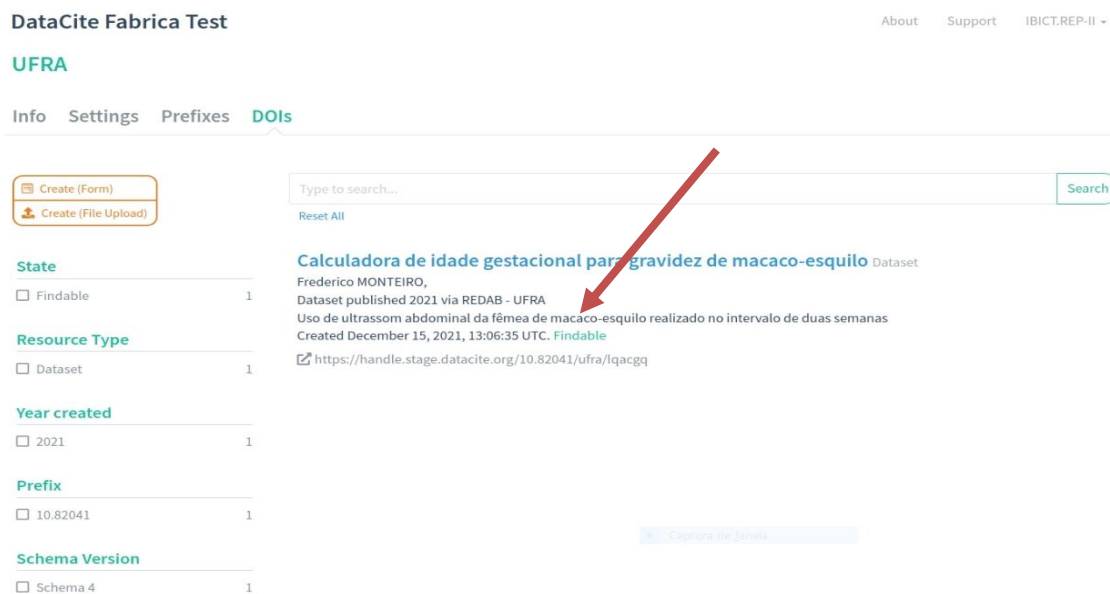 DataCite Fabrica Test
About Support IBICT.REP-II
UFRA
Info Settings Prefixes DOIs
Create (Form)
Create (File Upload)
Type to search...
Search
Reset All
State
Findable 1
Resource Type
Dataset 1
Year created
2021 1
Prefix
10.82041 1
Schema Version
Schema 4 1
Calculadora de idade gestacional para gravidez de macaco-esquilo Dataset
Frederico MONTEIRO,
Dataset published 2021 via REDAB - UFRA
Uso de ultrassom abdominal da fêmea de macaco-esquilo realizado no intervalo de duas semanas
Created December 15, 2021, 13:06:35 UTC. Findable
https://handle.stage.datacite.org/10.82041/ufra/lqacgq
Captura de Janela